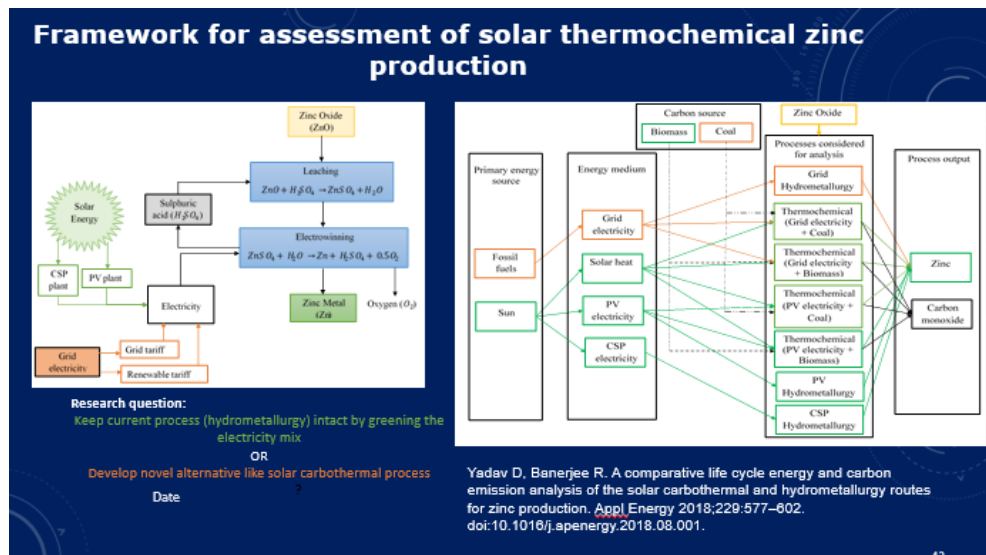 Framework for assessment of solar thermochemical zinc
production
Zinc Oxide
(ZnO)
Leaching
ZnO + H₂SO₄ → ZnSO₄ + H₂O
Sulphuric
acid (H₂SO₄)
Electrowinning
ZnSO₄ + H₂O → Zn + H₂SO₄ + 0.5O₂
Solar
Energy
CSP
plant
PV plant
Electricity
Zinc Metal
(Zn)
Oxygen (O₂)
Grid
electricity
Grid tariff
Renewable tariff
Carbon source
Biomass
Coal
Zinc Oxide
Primary energy
source
Fossil
fuels
Sun
Energy medium
Grid
electricity
Solar heat
PV
electricity
CSP
electricity
Processes considered
for analysis
Grid
Hydrometallurgy
Thermochemical
(Grid electricity
+ Coal)
Thermochemical
(Grid electricity
+ Biomass)
Thermochemical
(PV electricity +
Coal)
Thermochemical
(PV electricity +
Biomass)
PV
Hydrometallurgy
CSP
Hydrometallurgy
Process output
Zinc
Carbon
monoxide
Research question:
Keep current process (hydrometallurgy) intact by greening the
electricity mix
OR
Develop novel alternative like solar carbothermal process
?
Date
Yadav D, Banerjee R. A comparative life cycle energy and carbon
emission analysis of the solar carbothermal and hydrometallurgy routes
for zinc production. Appl Energy 2018;229:577–602.
doi:10.1016/j.apenergy.2018.08.001.